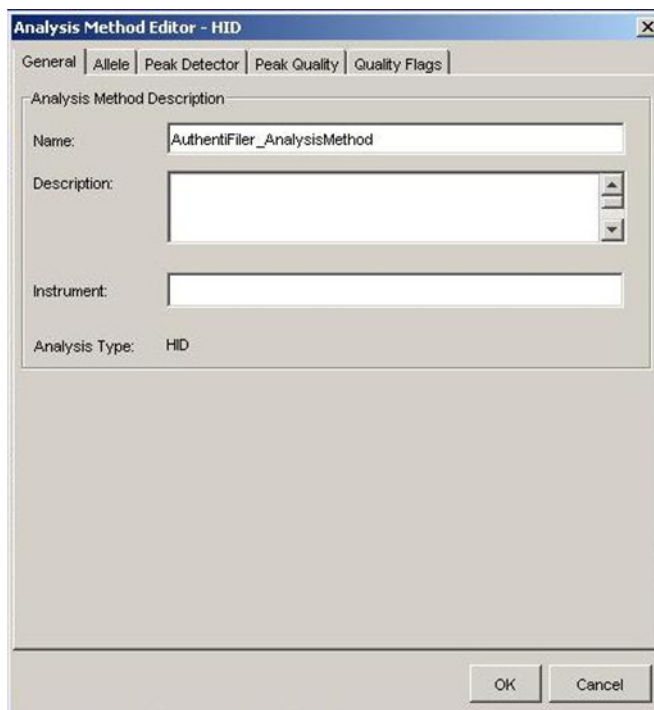 Analysis Method Editor - HID
General Allele Peak Detector Peak Quality Quality Flags
Analysis Method Description
Name: AuthentiFiler_AnalysisMethod
Description:
Instrument:
Analysis Type: HID
OK Cancel